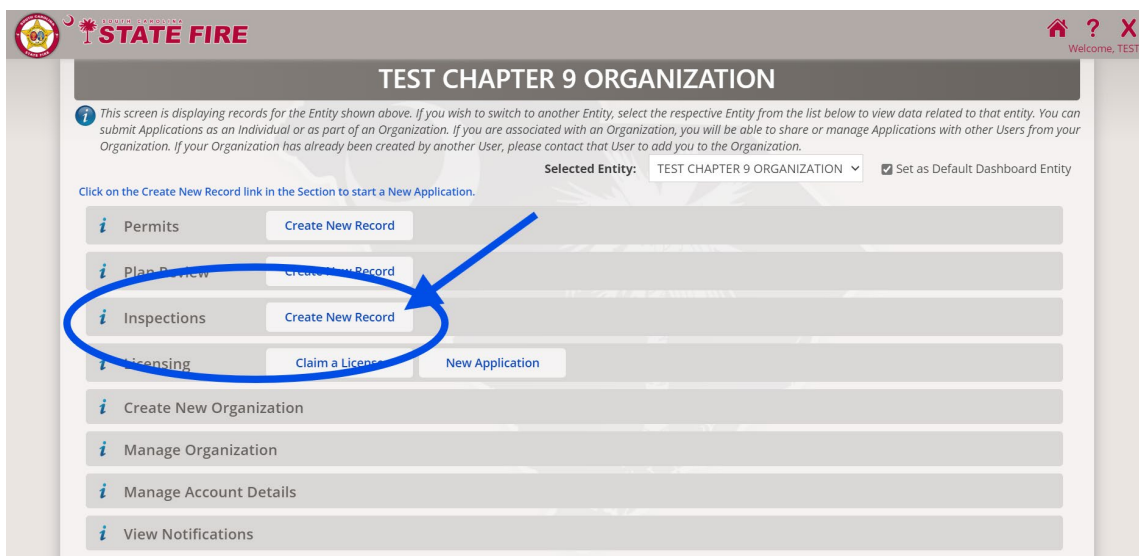 SOUTH CAROLINA
STATE FIRE
Welcome, TEST
TEST CHAPTER 9 ORGANIZATION
This screen is displaying records for the Entity shown above. If you wish to switch to another Entity, select the respective Entity from the list below to view data related to that entity. You can
submit Applications as an Individual or as part of an Organization. If you are associated with an Organization, you will be able to share or manage Applications with other Users from your
Organization. If your Organization has already been created by another User, please contact that User to add you to the Organization.
Selected Entity: TEST CHAPTER 9 ORGANIZATION Set as Default Dashboard Entity
Click on the Create New Record link in the Section to start a New Application.
Permits Create New Record
Plan Review Create New Record
Inspections Create New Record
Licensing Claim a License New Application
Create New Organization
Manage Organization
Manage Account Details
View Notifications